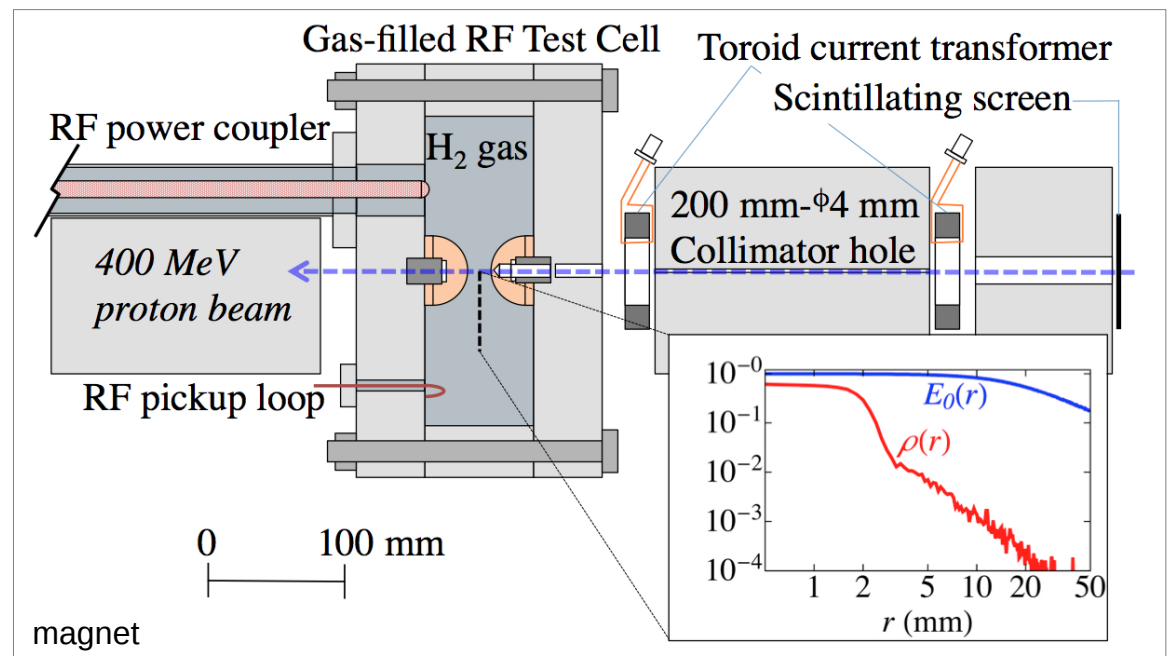 Gas-filled RF Test Cell
Toroid current transformer
Scintillating screen
RF power coupler
H₂ gas
200 mm-ϕ4 mm
Collimator hole
400 MeV
proton beam
RF pickup loop
0 100 mm
magnet
10⁻⁰
10⁻¹
10⁻²
10⁻³
10⁻⁴
E₀(r)
ρ(r)
1 2 5 10 20 50
r (mm)